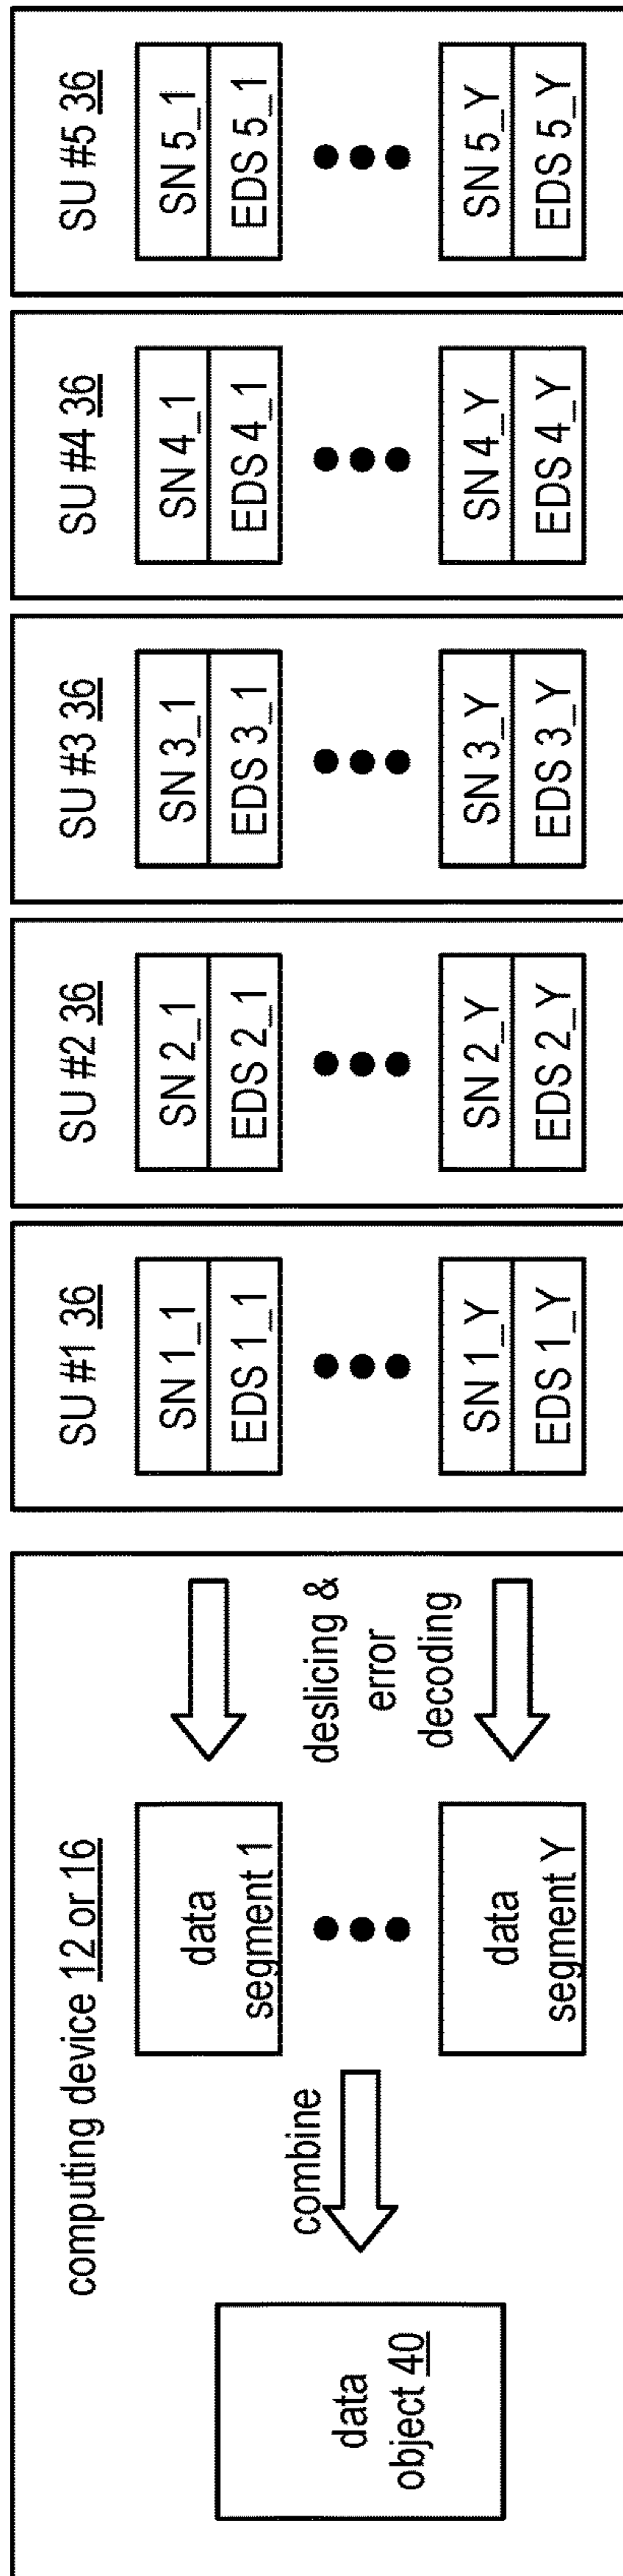 computing device 12 or 16
data
object 40
combine
data
segment 1
data
segment Y
deslicing &
error
decoding
SU #1 36
SN 1_1
EDS 1_1
SN 1_Y
EDS 1_Y
SU #2 36
SN 2_1
EDS 2_1
SN 2_Y
EDS 2_Y
SU #3 36
SN 3_1
EDS 3_1
SN 3_Y
EDS 3_Y
SU #4 36
SN 4_1
EDS 4_1
SN 4_Y
EDS 4_Y
SU #5 36
SN 5_1
EDS 5_1
SN 5_Y
EDS 5_Y